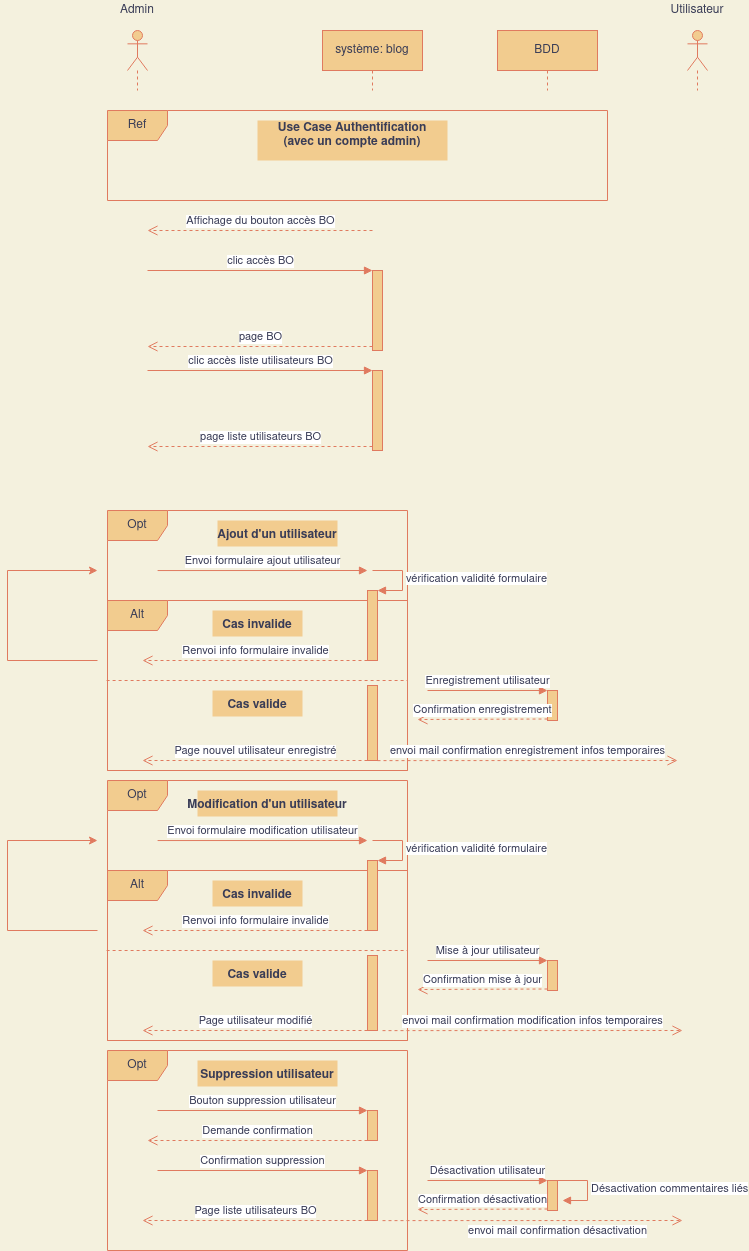 Admin
Utilisateur
système: blog
BDD
Ref
Use Case Authentification
(avec un compte admin)
Affichage du bouton accès BO
clic accès BO
page BO
clic accès liste utilisateurs BO
page liste utilisateurs BO
Opt
Ajout d'un utilisateur
Envoi formulaire ajout utilisateur
vérification validité formulaire
Alt
Cas invalide
Renvoi info formulaire invalide
Enregistrement utilisateur
Cas valide
Confirmation enregistrement
Page nouvel utilisateur enregistré
envoi mail confirmation enregistrement infos temporaires
Opt
Modification d'un utilisateur
Envoi formulaire modification utilisateur
vérification validité formulaire
Alt
Cas invalide
Renvoi info formulaire invalide
Mise à jour utilisateur
Cas valide
Confirmation mise à jour
Page utilisateur modifié
envoi mail confirmation modification infos temporaires
Opt
Suppression utilisateur
Bouton suppression utilisateur
Demande confirmation
Confirmation suppression
Désactivation utilisateur
Désactivation commentaires liés
Confirmation désactivation
Page liste utilisateurs BO
envoi mail confirmation désactivation